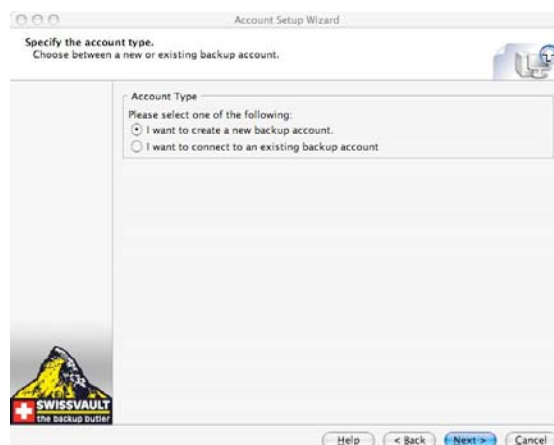 Account Setup Wizard
Specify the account type.
Choose between a new or existing backup account.
Account Type
Please select one of the following:
I want to create a new backup account.
I want to connect to an existing backup account
SWISSVAULT
the backup butler
Help
< Back
Next >
Cancel